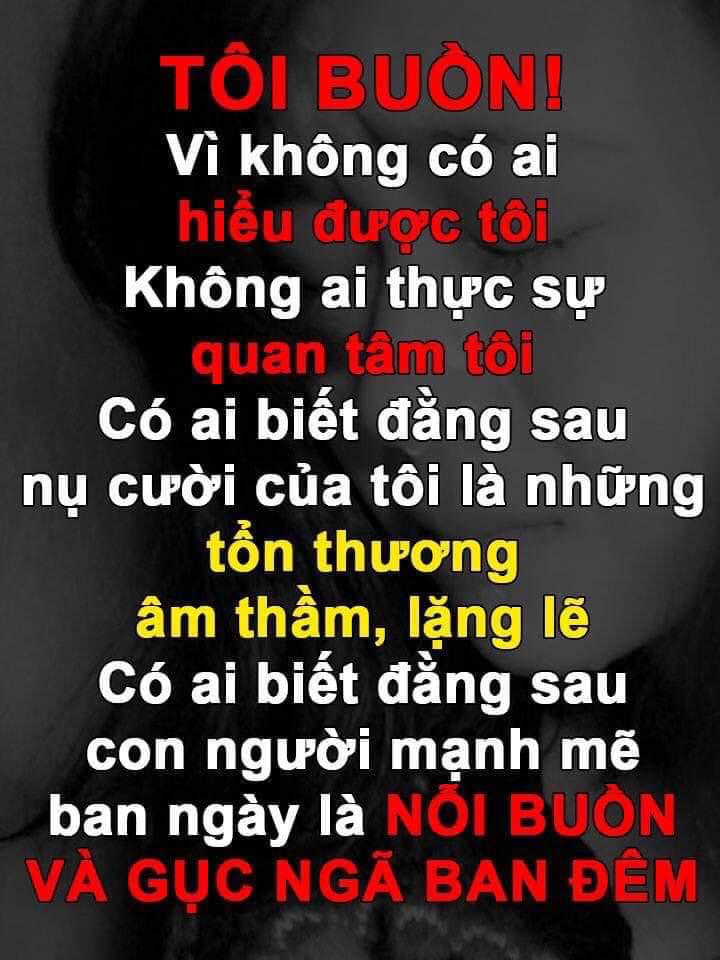 TÔI BUỒN!
Vì không có ai
hiểu được tôi
Không ai thực sự
quan tâm tôi
Có ai biết đằng sau
nụ cười của tôi là những
tổn thương
âm thầm, lặng lẽ
Có ai biết đằng sau
con người mạnh mẽ
ban ngày là NỖI BUỒN
VÀ GỤC NGÃ BAN ĐÊM